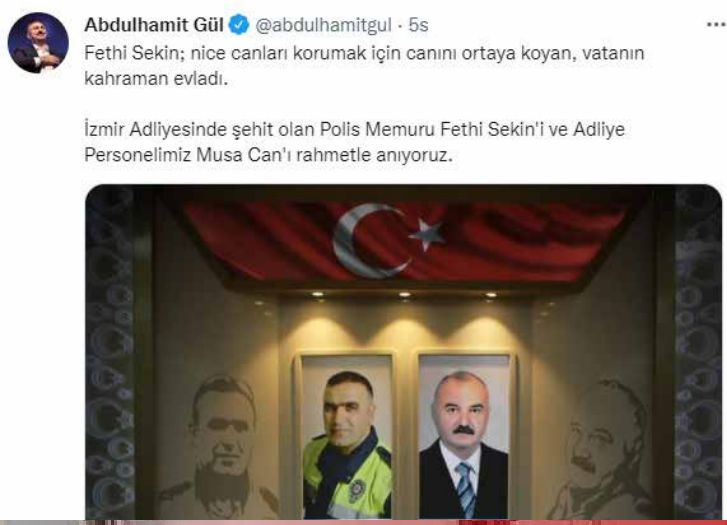 Abdulhamit Gül @abdulhamitgul · 5s
Fethi Sekin; nice canları korumak için canını ortaya koyan, vatanın
kahraman evladı.
İzmir Adliyesinde şehit olan Polis Memuru Fethi Sekin'i ve Adliye
Personelimiz Musa Can'ı rahmetle anıyoruz.